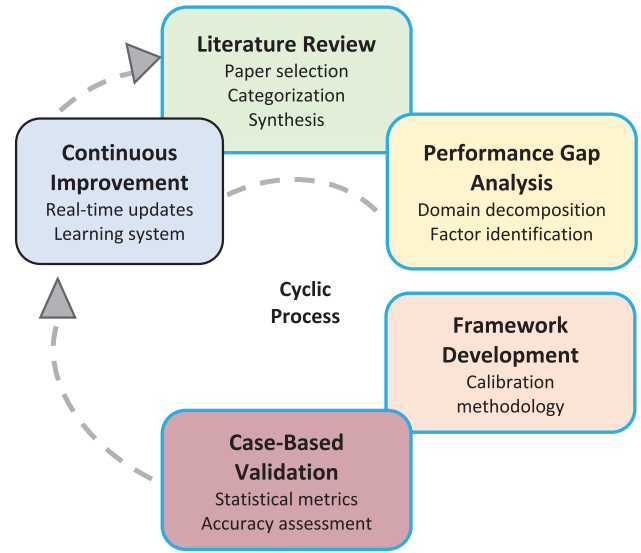 Literature Review
Paper selection
Categorization
Synthesis
Performance Gap
Analysis
Domain decomposition
Factor identification
Framework
Development
Calibration
methodology
Case-Based
Validation
Statistical metrics
Accuracy assessment
Continuous
Improvement
Real-time updates
Learning system
Cyclic
Process